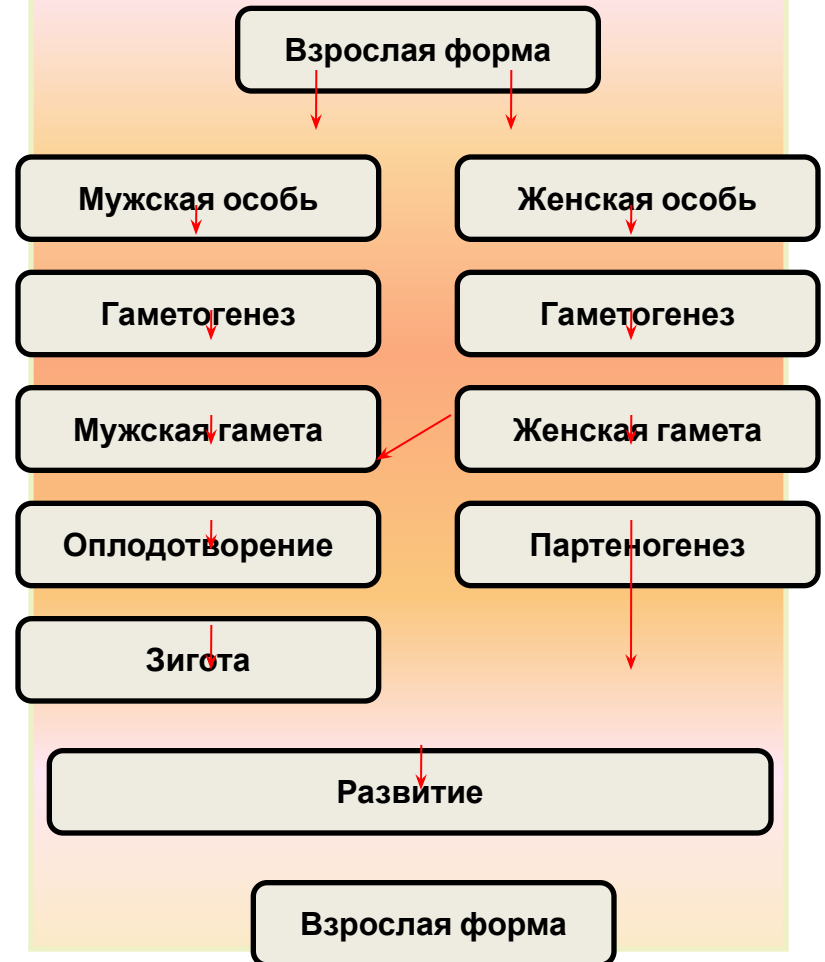 Взрослая форма
Мужская особь
Женская особь
Гаметогенез
Гаметогенез
Мужская гамета
Женская гамета
Оплодотворение
Партеногенез
Зигота
Развитие
Взрослая форма